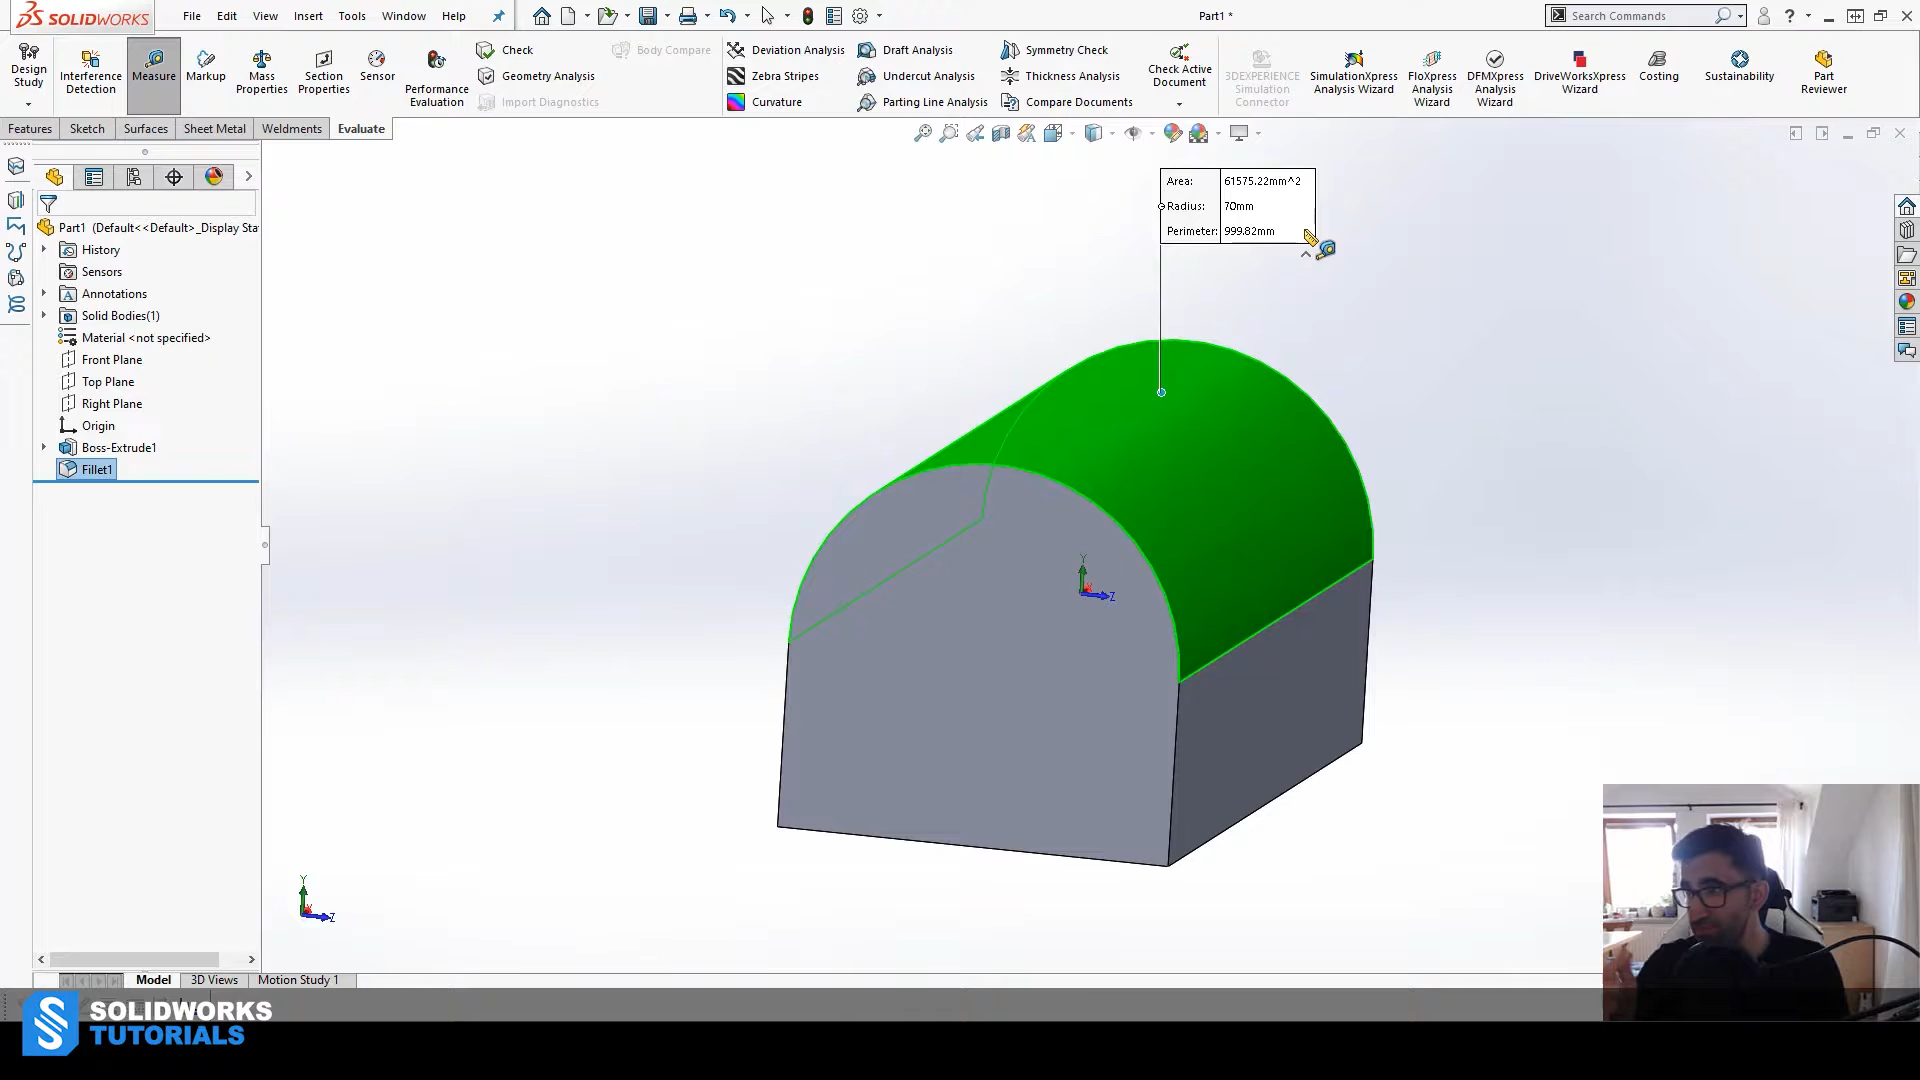 SOLIDWORKS
File Edit View Insert Tools Window Help
Part1 *
Search Commands
Design Study
Interference Detection
Measure
Markup
Mass Properties
Section Properties
Sensor
Performance Evaluation
Check
Geometry Analysis
Import Diagnostics
Body Compare
Deviation Analysis
Zebra Stripes
Curvature
Draft Analysis
Undercut Analysis
Parting Line Analysis
Symmetry Check
Thickness Analysis
Compare Documents
Check Active Document
3DEXPERIENCE Simulation Connector
SimulationXpress Analysis Wizard
FloXpress Analysis Wizard
DFMXpress Analysis Wizard
DriveWorksXpress Wizard
Costing
Sustainability
Part Reviewer
Features Sketch Surfaces Sheet Metal Weldments Evaluate
Part1 (Default<<Default>_Display Sta
History
Sensors
Annotations
Solid Bodies(1)
Material <not specified>
Front Plane
Top Plane
Right Plane
Origin
Boss-Extrude1
Fillet1
Area: 61575.22mm^2
Radius: 70mm
Perimeter: 999.82mm
Y
Z
Y
Z
Model 3D Views Motion Study 1
SOLIDWORKS
TUTORIALS